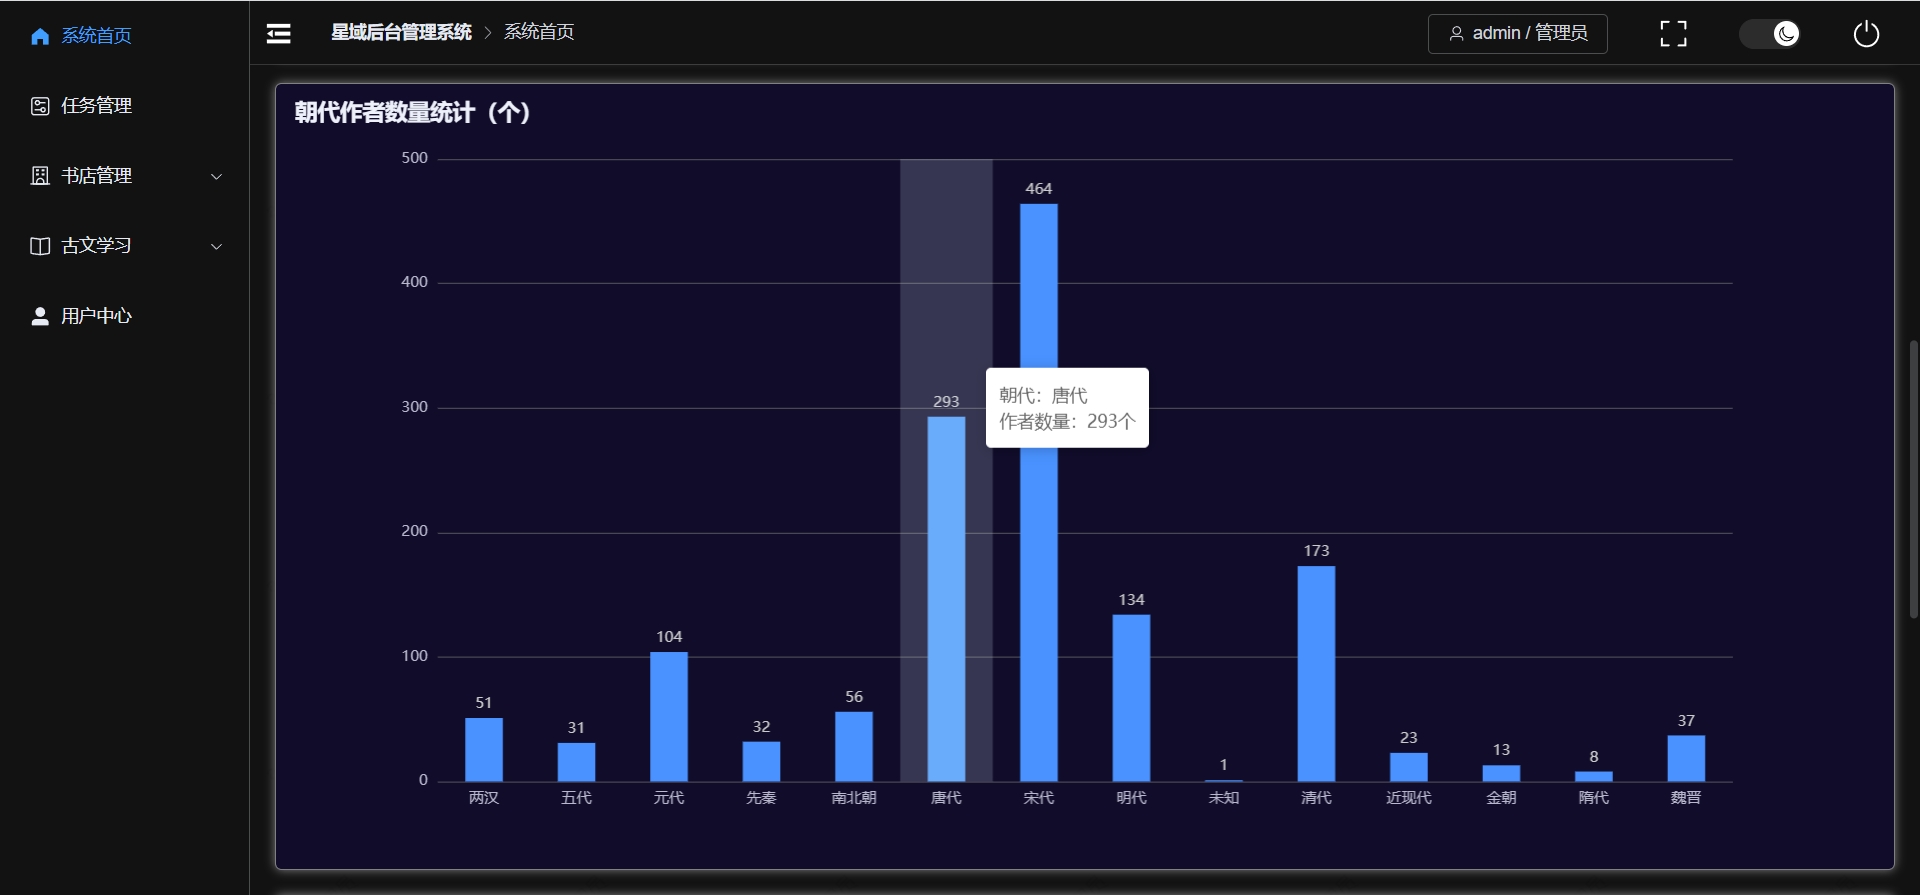 系统首页
任务管理
书店管理
古文学习
用户中心
星域后台管理系统 > 系统首页
admin / 管理员
朝代作者数量统计（个）
500
400
300
200
100
0
51
31
104
32
56
293
464
134
1
173
23
13
8
37
朝代：唐代
作者数量：293个
两汉
五代
元代
先秦
南北朝
唐代
宋代
明代
未知
清代
近现代
金朝
隋代
魏晋